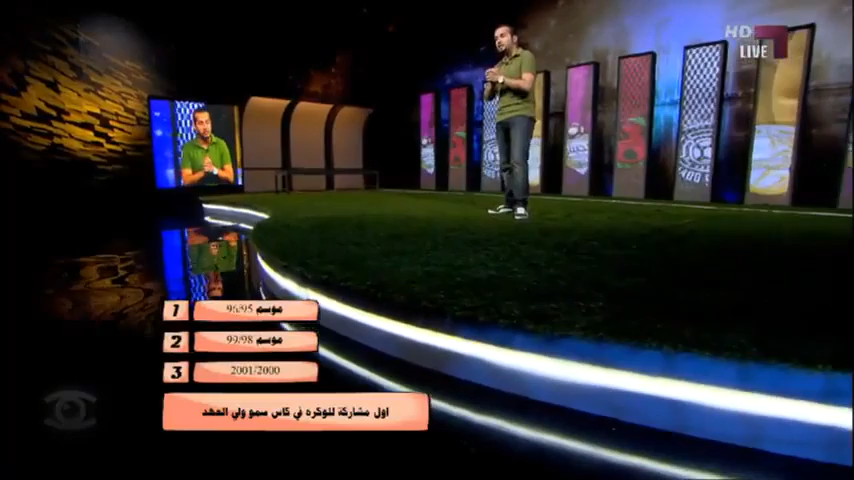 HD
LIVE
1 موسم 96/95
2 موسم 99/98
3 2001/2000
اول مشاركة للوكره في كاس سمو ولي العهد